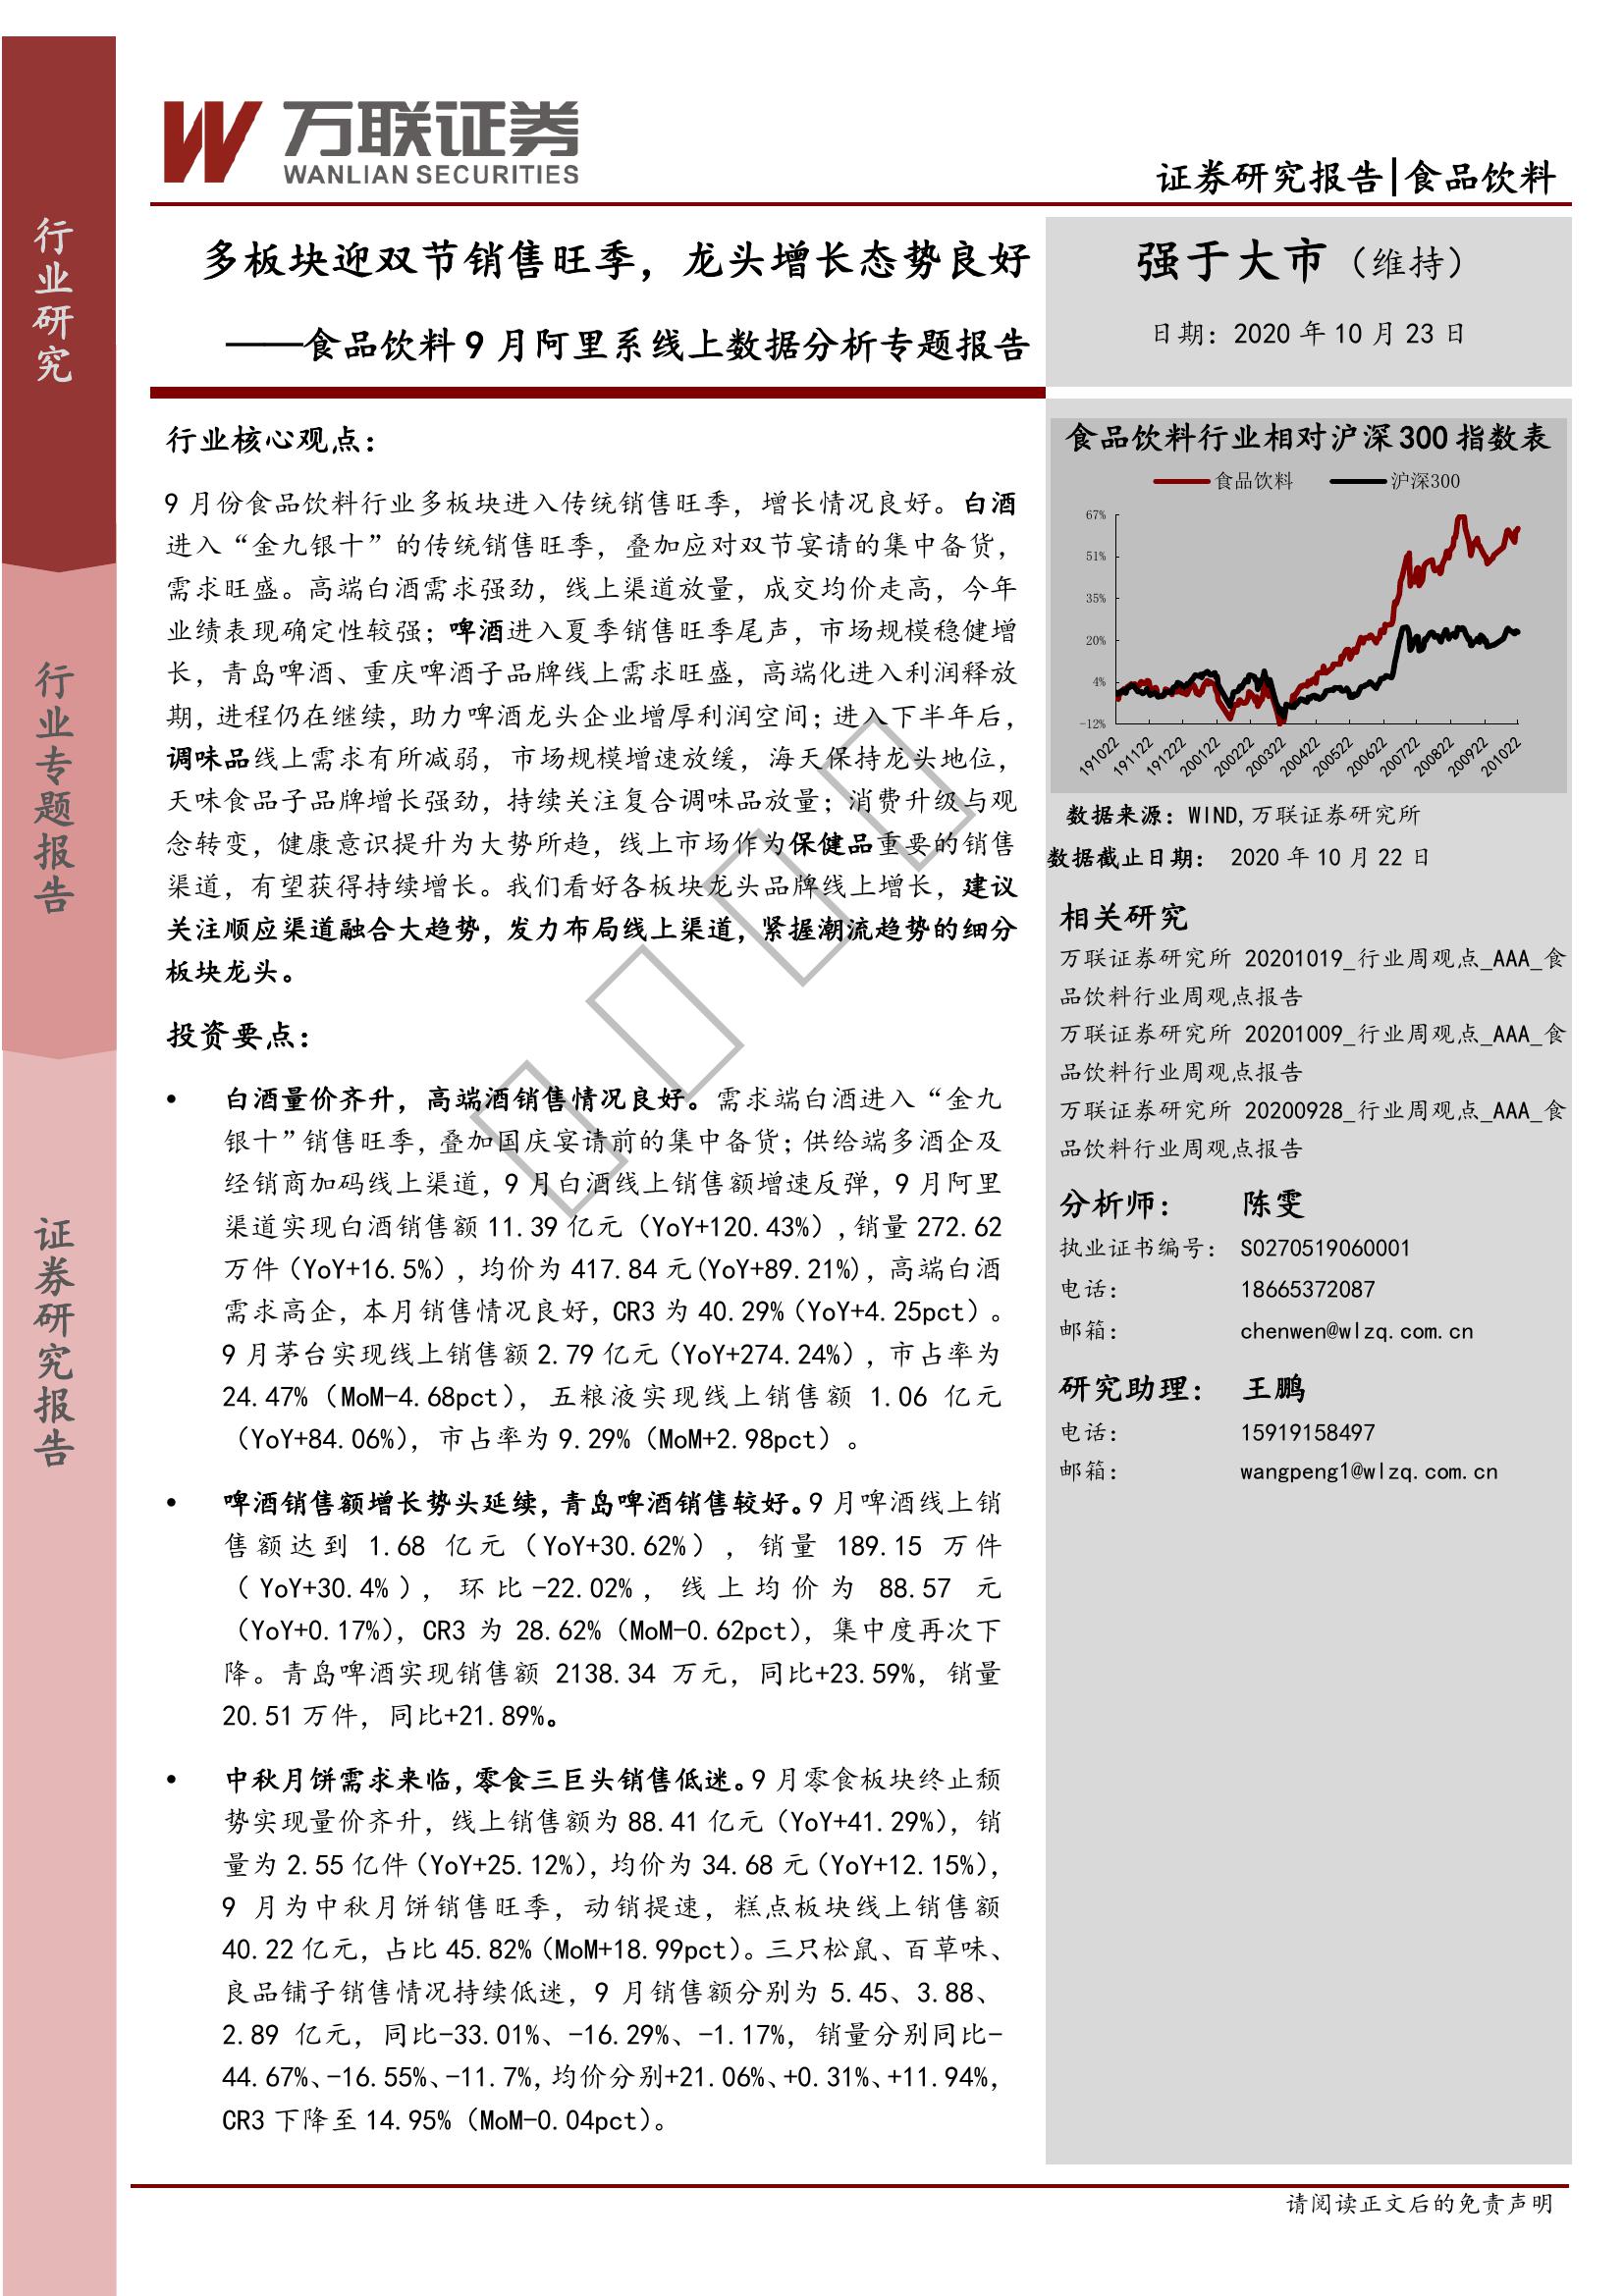 行业研究
行业专题报告
证券研究报告
万联证券
WANLIAN SECURITIES
证券研究报告|食品饮料
多板块迎双节销售旺季，龙头增长态势良好
——食品饮料9月阿里系线上数据分析专题报告
强于大市（维持）
日期：2020年10月23日
行业核心观点：
9月份食品饮料行业多板块进入传统销售旺季，增长情况良好。白酒
进入“金九银十”的传统销售旺季，叠加应对双节宴请的集中备货，
需求旺盛。高端白酒需求强劲，线上渠道放量，成交均价走高，今年
业绩表现确定性较强；啤酒进入夏季销售旺季尾声，市场规模稳健增
长，青岛啤酒、重庆啤酒子品牌线上需求旺盛，高端化进入利润释放
期，进程仍在继续，助力啤酒龙头企业增厚利润空间；进入下半年后，
调味品线上需求有所减弱，市场规模增速放缓，海天保持龙头地位，
天味食品子品牌增长强劲，持续关注复合调味品放量；消费升级与观
念转变，健康意识提升为大势所趋，线上市场作为保健品重要的销售
渠道，有望获得持续增长。我们看好各板块龙头品牌线上增长，建议
关注顺应渠道融合大趋势，发力布局线上渠道，紧握潮流趋势的细分
板块龙头。
投资要点：
• 白酒量价齐升，高端酒销售情况良好。需求端白酒进入“金九
银十”销售旺季，叠加国庆宴请前的集中备货；供给端多酒企及
经销商加码线上渠道，9月白酒线上销售额增速反弹，9月阿里
渠道实现白酒销售额11.39亿元（YoY+120.43%），销量272.62
万件（YoY+16.5%），均价为417.84元(YoY+89.21%)，高端白酒
需求高企，本月销售情况良好，CR3为40.29%（YoY+4.25pct）。
9月茅台实现线上销售额2.79亿元（YoY+274.24%），市占率为
24.47%（MoM-4.68pct），五粮液实现线上销售额1.06亿元
（YoY+84.06%），市占率为9.29%（MoM+2.98pct）。
• 啤酒销售额增长势头延续，青岛啤酒销售较好。9月啤酒线上销
售额达到1.68亿元（YoY+30.62%），销量189.15万件
（YoY+30.4%），环比-22.02%，线上均价为88.57元
（YoY+0.17%），CR3为28.62%（MoM-0.62pct），集中度再次下
降。青岛啤酒实现销售额2138.34万元，同比+23.59%，销量
20.51万件，同比+21.89%。
• 中秋月饼需求来临，零食三巨头销售低迷。9月零食板块终止颓
势实现量价齐升，线上销售额为88.41亿元（YoY+41.29%），销
量为2.55亿件（YoY+25.12%），均价为34.68元（YoY+12.15%），
9月为中秋月饼销售旺季，动销提速，糕点板块线上销售额
40.22亿元，占比45.82%（MoM+18.99pct）。三只松鼠、百草味、
良品铺子销售情况持续低迷，9月销售额分别为5.45、3.88、
2.89亿元，同比-33.01%、-16.29%、-1.17%，销量分别同比-
44.67%、-16.55%、-11.7%，均价分别+21.06%、+0.31%、+11.94%，
CR3下降至14.95%（MoM-0.04pct）。
食品饮料行业相对沪深300指数表
食品饮料 沪深300
67%
51%
35%
20%
4%
-12%
191022 191122 191222 200122 200222 200322 200422 200522 200622 200722 200822 200922 201022
数据来源：WIND,万联证券研究所
数据截止日期：2020年10月22日
相关研究
万联证券研究所 20201019_行业周观点_AAA_食
品饮料行业周观点报告
万联证券研究所 20201009_行业周观点_AAA_食
品饮料行业周观点报告
万联证券研究所 20200928_行业周观点_AAA_食
品饮料行业周观点报告
分析师：陈雯
执业证书编号：S0270519060001
电话：18665372087
邮箱：chenwen@wlzq.com.cn
研究助理：王鹏
电话：15919158497
邮箱：wangpeng1@wlzq.com.cn
请阅读正文后的免责声明